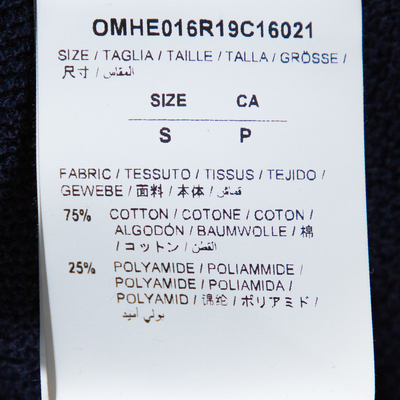 OMHE016R19C16021
SIZE / TAGLIA / TAILLE / TALLA / GRÖSSE /
尺寸 / المقاس /
SIZE CA
S P
FABRIC / TESSUTO / TISSUS / TEJIDO /
GEWEBE / 面料 / 本体 / قماش /
75% COTTON / COTONE / COTON /
ALGODÓN / BAUMWOLLE / 棉
/ コットン / القطن /
25% POLYAMIDE / POLIAMMIDE /
POLYAMIDE / POLIAMIDA /
POLYAMID / 锦纶 / ポリアミド /
بولي أميد